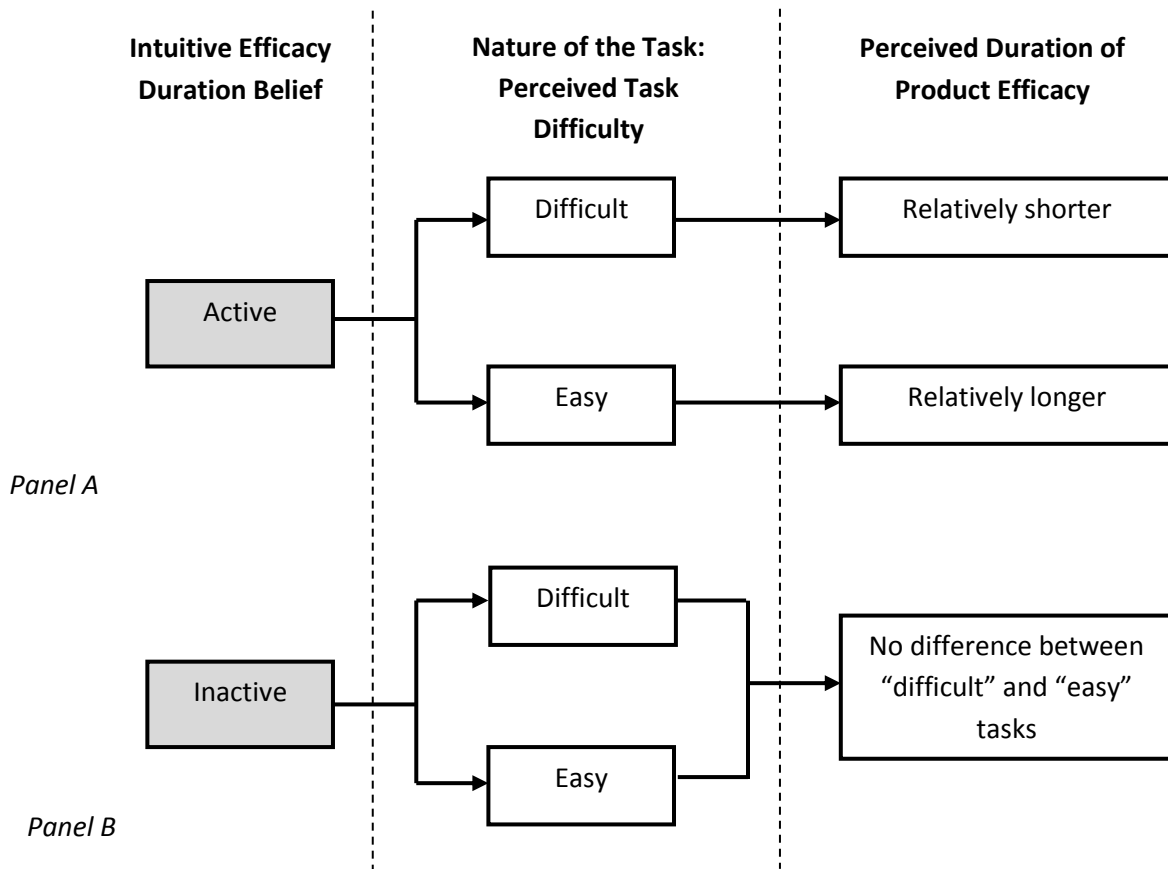 Intuitive Efficacy
Duration Belief
Nature of the Task:
Perceived Task
Difficulty
Perceived Duration of
Product Efficacy
Difficult
Relatively shorter
Active
Easy
Relatively longer
Panel A
Difficult
No difference between
“difficult” and “easy”
tasks
Inactive
Easy
Panel B